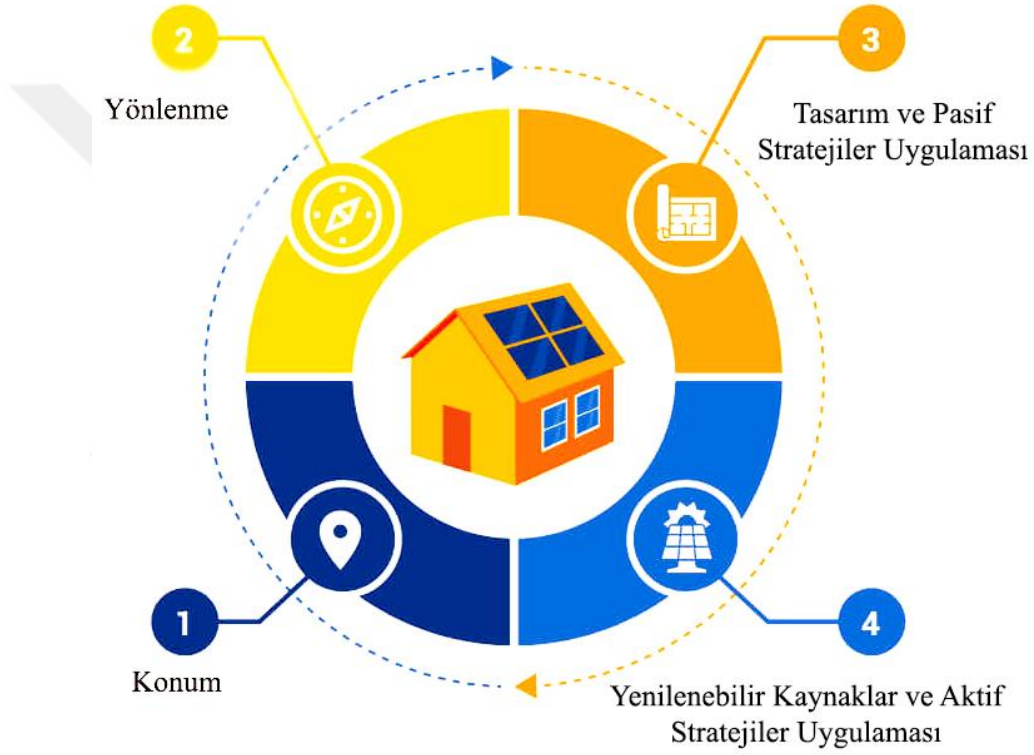 2
Yönlenme
3
Tasarım ve Pasif
Stratejiler Uygulaması
1
Konum
4
Yenilenebilir Kaynaklar ve Aktif
Stratejiler Uygulaması